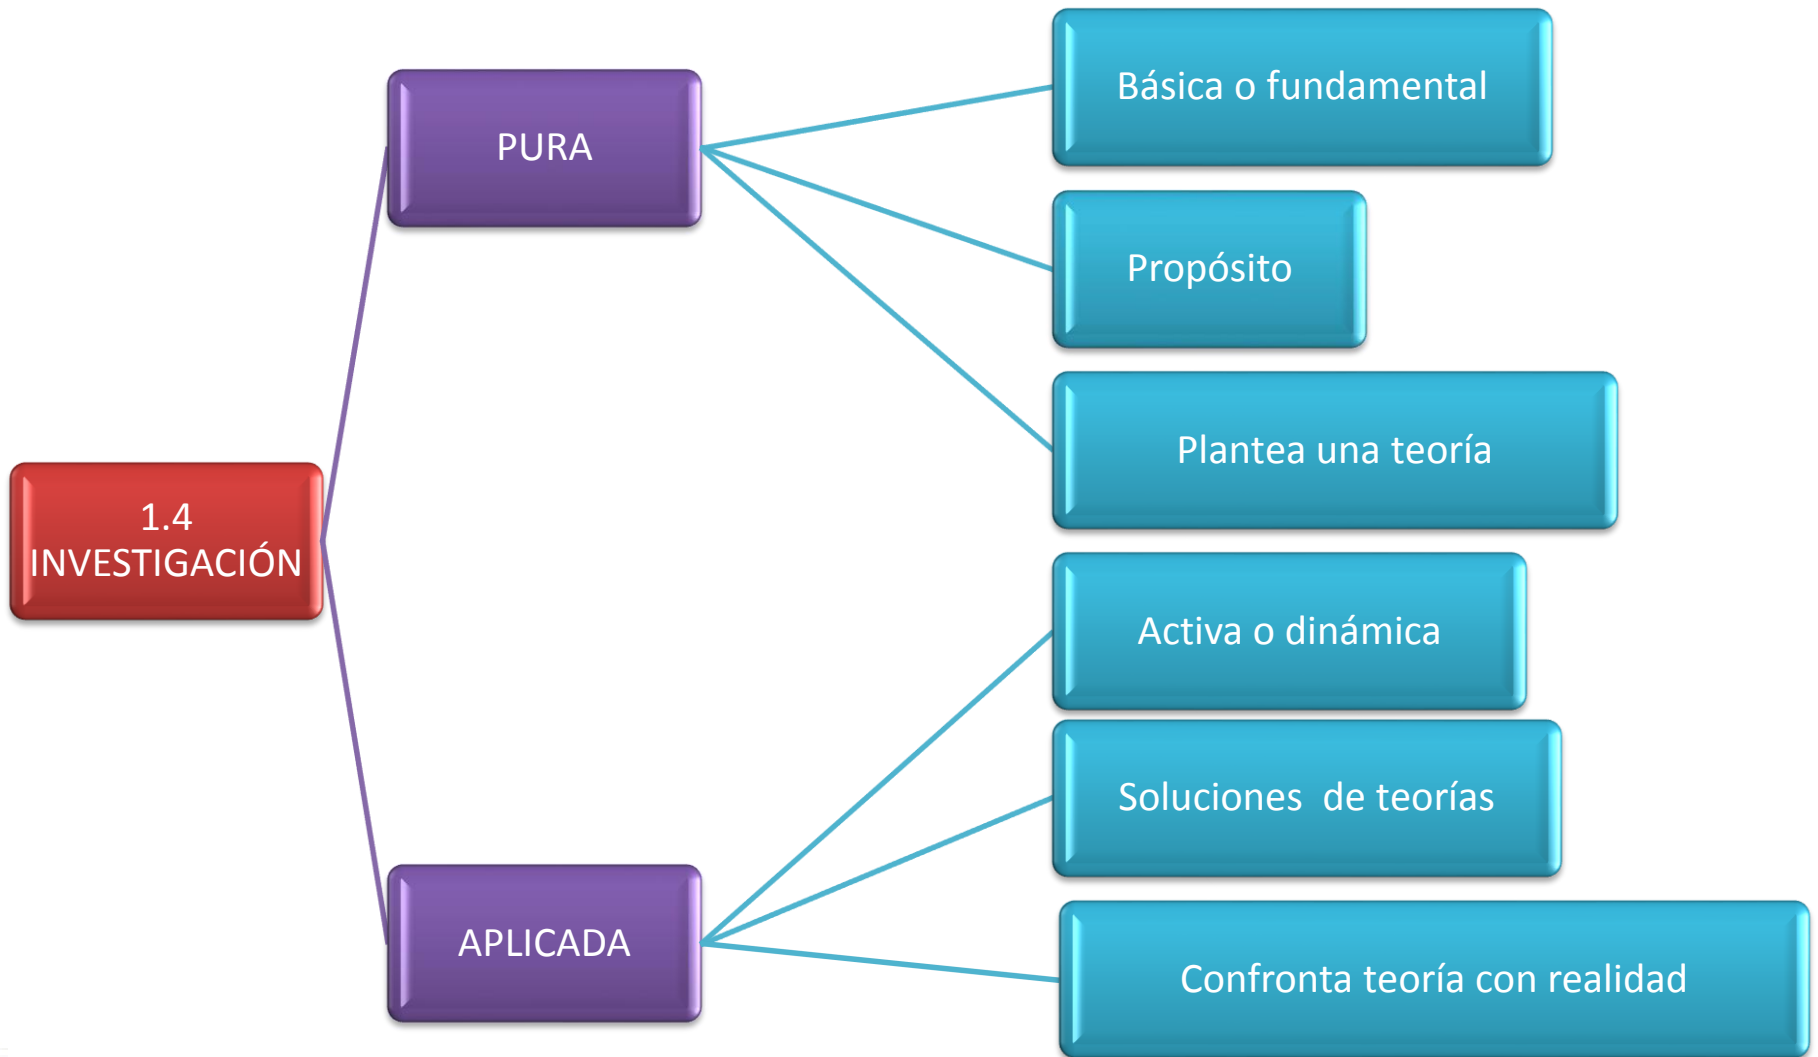 1.4
INVESTIGACIÓN
PURA
Básica o fundamental
Propósito
Plantea una teoría
APLICADA
Activa o dinámica
Soluciones  de teorías
Confronta teoría con realidad